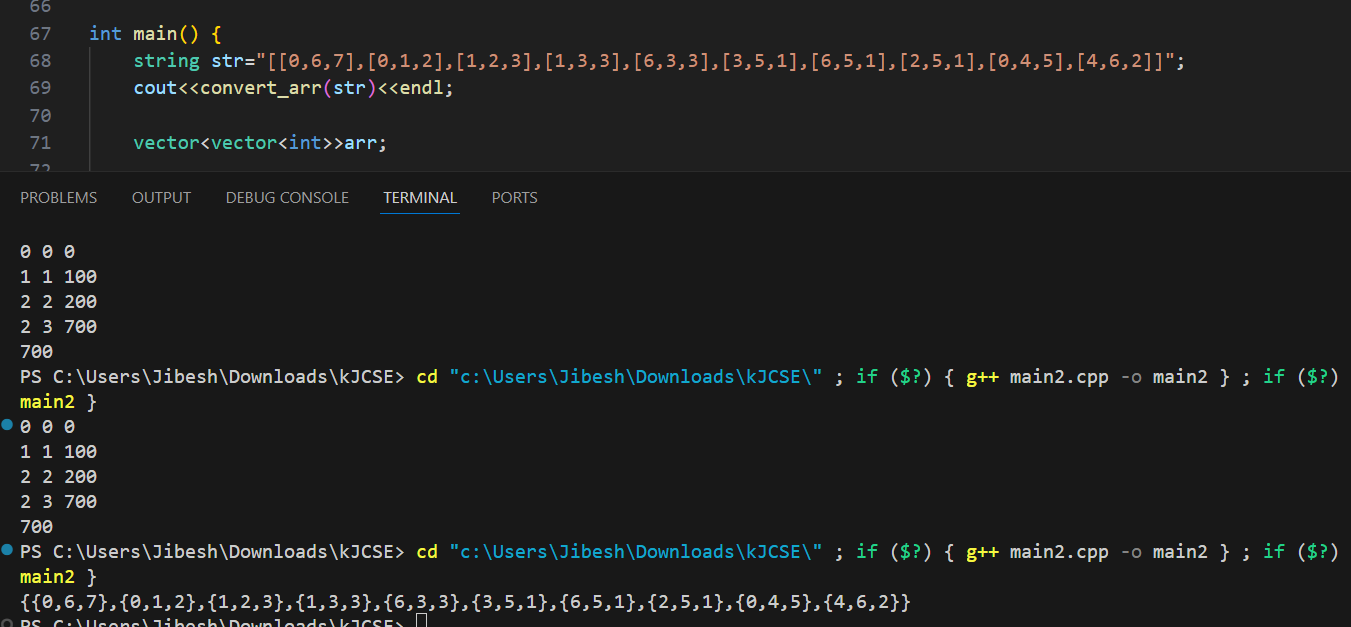 66
67 int main() {
68 string str="[[0,6,7],[0,1,2],[1,2,3],[1,3,3],[6,3,3],[3,5,1],[6,5,1],[2,5,1],[0,4,5],[4,6,2]]";
69 cout<<convert_arr(str)<<endl;
70
71 vector<vector<int>>arr;
72
PROBLEMS OUTPUT DEBUG CONSOLE TERMINAL PORTS
0 0 0
1 1 100
2 2 200
2 3 700
700
PS C:\Users\Jibesh\Downloads\kJCSE> cd "c:\Users\Jibesh\Downloads\kJCSE\" ; if ($?) { g++ main2.cpp -o main2 } ; if ($?)
main2 }
0 0 0
1 1 100
2 2 200
2 3 700
700
PS C:\Users\Jibesh\Downloads\kJCSE> cd "c:\Users\Jibesh\Downloads\kJCSE\" ; if ($?) { g++ main2.cpp -o main2 } ; if ($?)
main2 }
{{0,6,7},{0,1,2},{1,2,3},{1,3,3},{6,3,3},{3,5,1},{6,5,1},{2,5,1},{0,4,5},{4,6,2}}
PS C:\Users\Jibesh\Downloads\kJCSE>